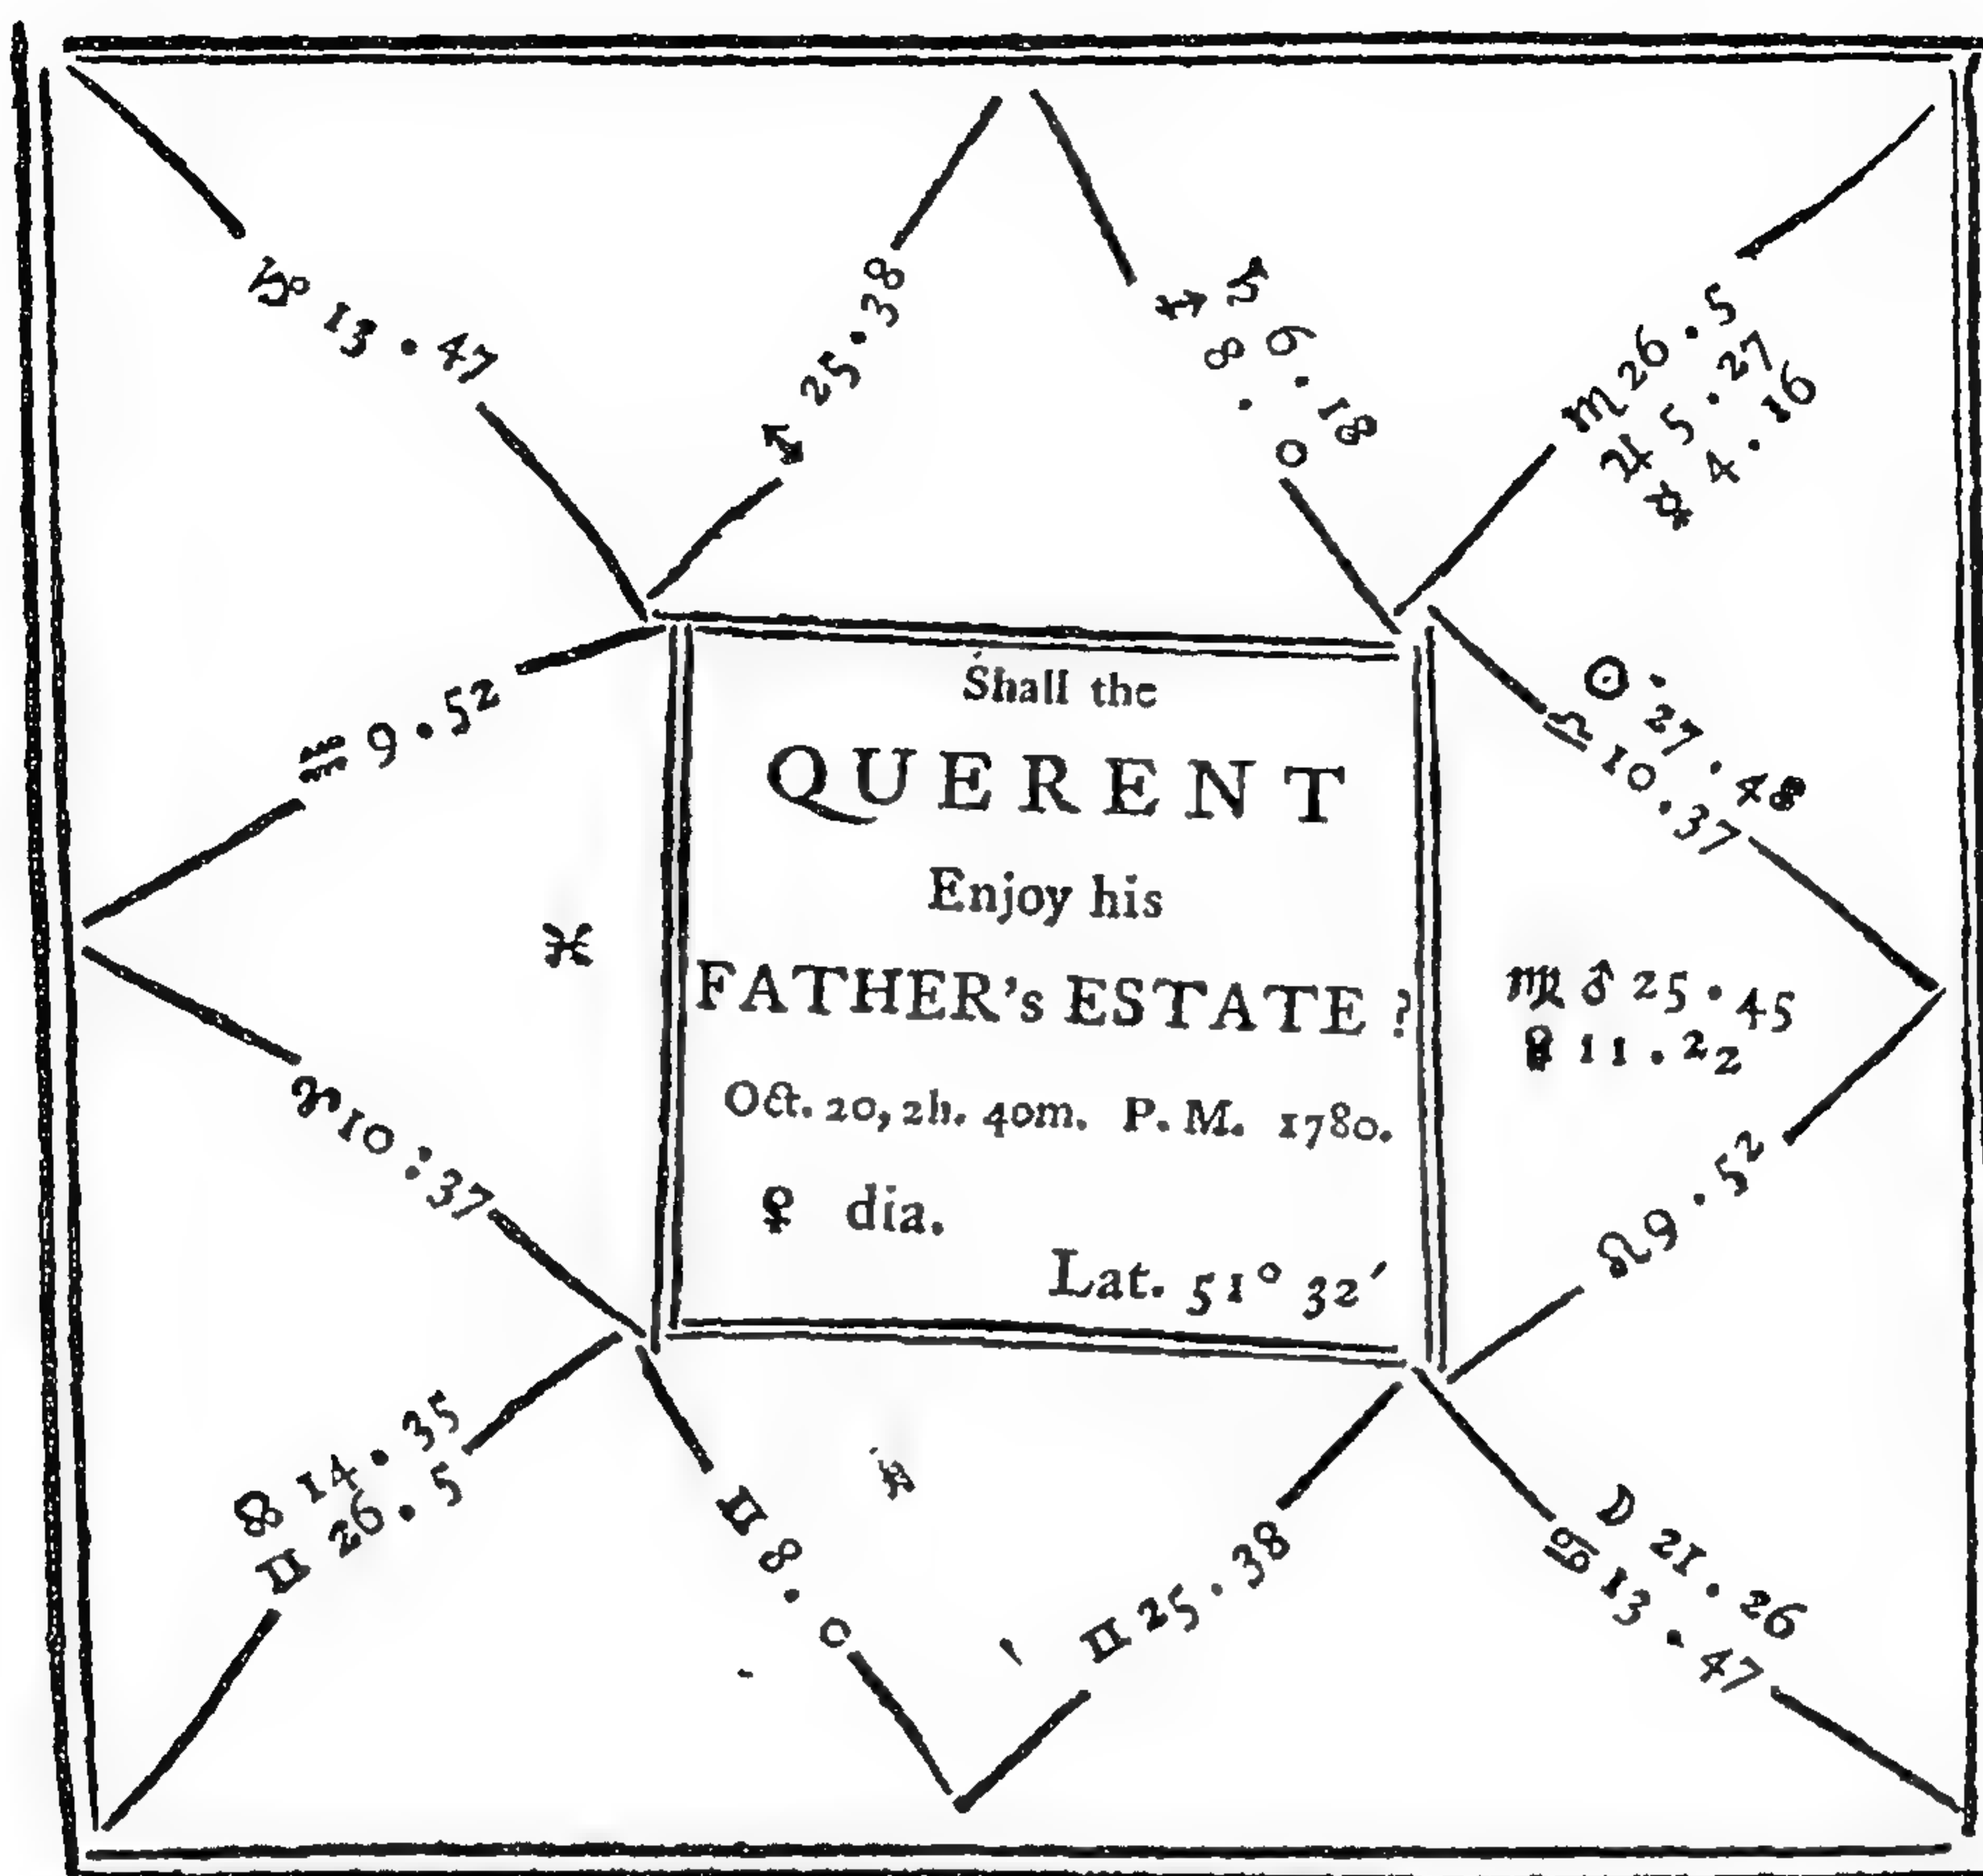 ♑ 13 . 47
♐ 25 . 38
♄ 6 . 18
♐ 8 . 0
♏ 26 . 5
♃ 5 . 27
4 . 16
♒ 9 . 52
☉ 27 . 48
♎ 10 . 37
Shall the
QUERENT
Enjoy his
FATHER's ESTATE ?
Oct. 20, 2h. 40m. P. M. 1780.
♀ dia.
Lat. 51° 32′
♓
♍ ♂ 25 . 45
♀ 11 . 22
♈ 10 : 37
♌ 9 . 52
14 . 35
♊ 26 . 5
♊ 8 . 0
♊ 25 . 38
☽ 21 . 26
♋ 13 . 47